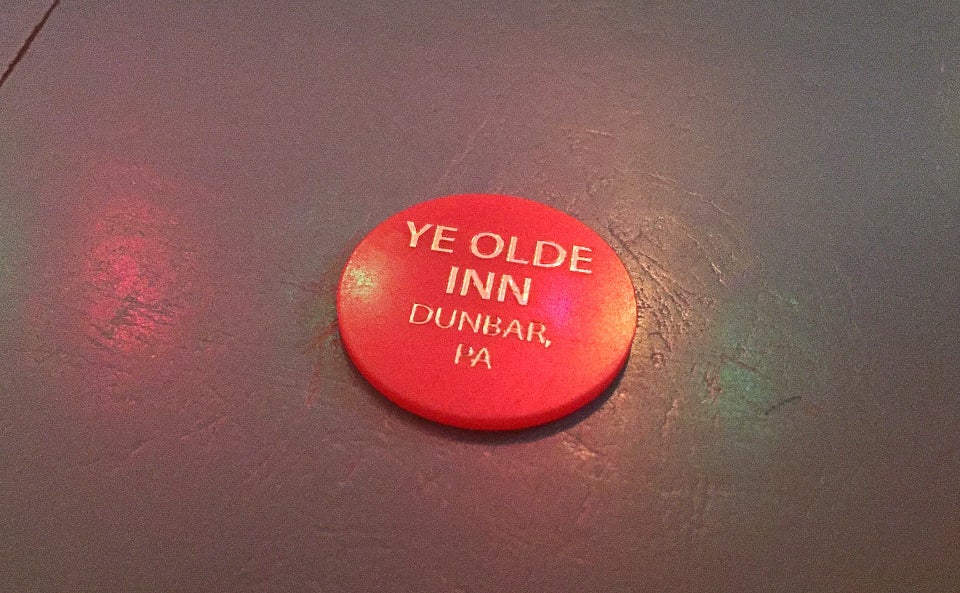 YE OLDE
INN
DUNBAR,
PA